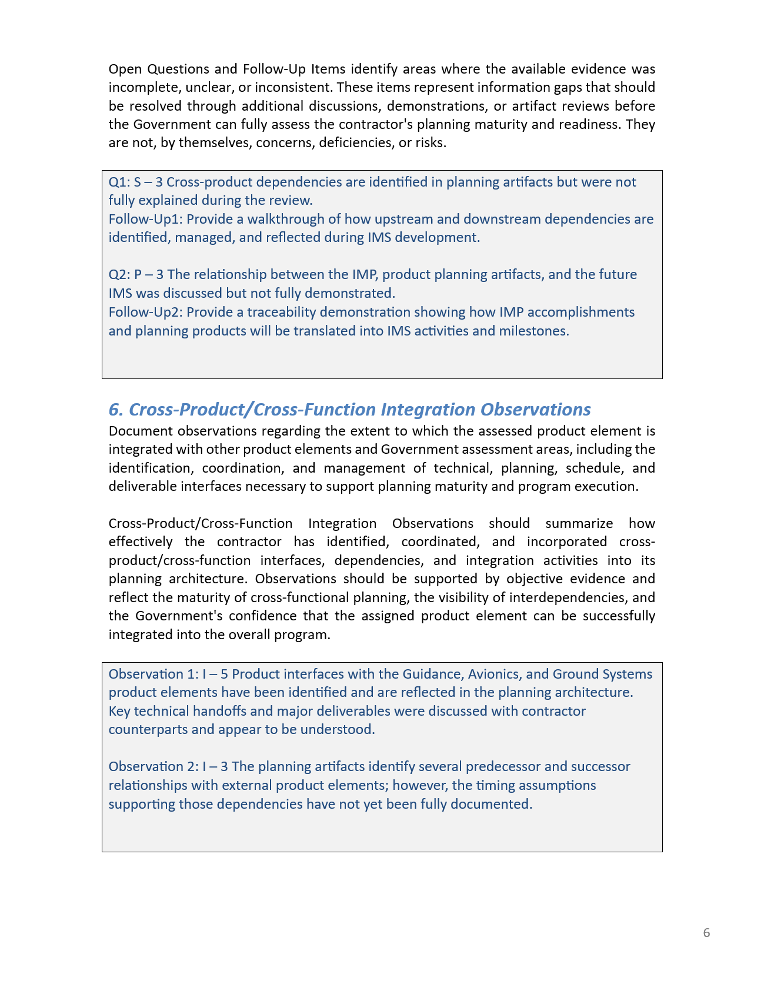 Open Questions and Follow-Up Items identify areas where the available evidence was
incomplete, unclear, or inconsistent. These items represent information gaps that should
be resolved through additional discussions, demonstrations, or artifact reviews before
the Government can fully assess the contractor's planning maturity and readiness. They
are not, by themselves, concerns, deficiencies, or risks.
Q1: S – 3 Cross-product dependencies are identified in planning artifacts but were not
fully explained during the review.
Follow-Up1: Provide a walkthrough of how upstream and downstream dependencies are
identified, managed, and reflected during IMS development.
Q2: P – 3 The relationship between the IMP, product planning artifacts, and the future
IMS was discussed but not fully demonstrated.
Follow-Up2: Provide a traceability demonstration showing how IMP accomplishments
and planning products will be translated into IMS activities and milestones.
6. Cross-Product/Cross-Function Integration Observations
Document observations regarding the extent to which the assessed product element is
integrated with other product elements and Government assessment areas, including the
identification, coordination, and management of technical, planning, schedule, and
deliverable interfaces necessary to support planning maturity and program execution.
Cross-Product/Cross-Function Integration Observations should summarize how
effectively the contractor has identified, coordinated, and incorporated cross-
product/cross-function interfaces, dependencies, and integration activities into its
planning architecture. Observations should be supported by objective evidence and
reflect the maturity of cross-functional planning, the visibility of interdependencies, and
the Government's confidence that the assigned product element can be successfully
integrated into the overall program.
Observation 1: I – 5 Product interfaces with the Guidance, Avionics, and Ground Systems
product elements have been identified and are reflected in the planning architecture.
Key technical handoffs and major deliverables were discussed with contractor
counterparts and appear to be understood.
Observation 2: I – 3 The planning artifacts identify several predecessor and successor
relationships with external product elements; however, the timing assumptions
supporting those dependencies have not yet been fully documented.
6